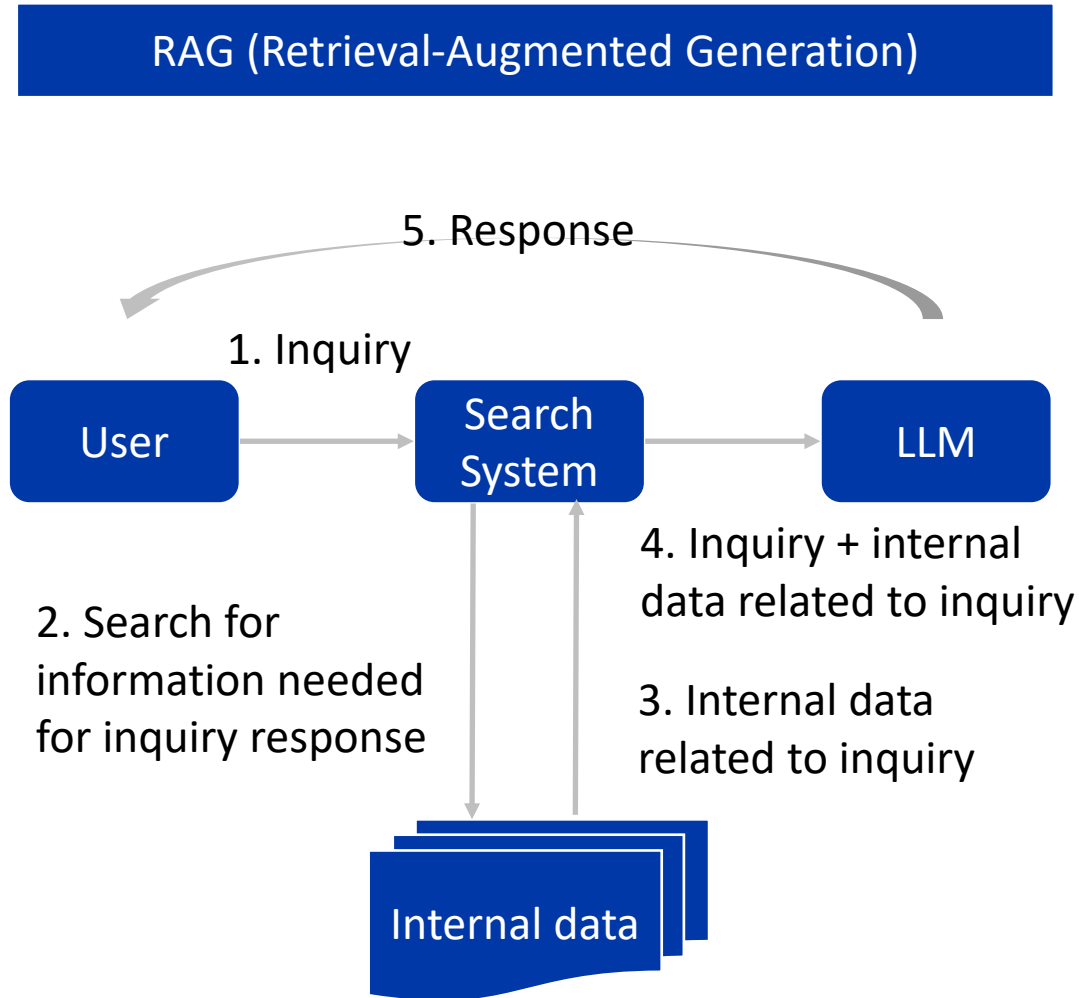 RAG (Retrieval-Augmented Generation)
5. Response
1. Inquiry
User
Search
System
LLM
4. Inquiry + internal
data related to inquiry
2. Search for
information needed
for inquiry response
3. Internal data
related to inquiry
Internal data